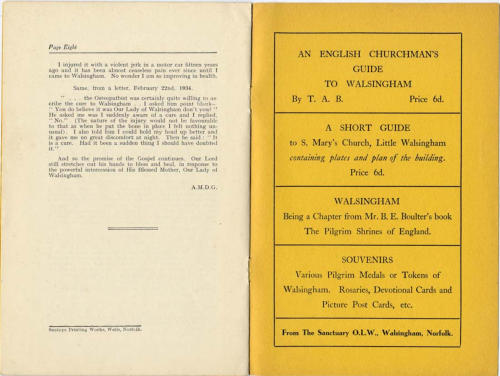 Page Eight
I injured it with a violent jerk in a motor car fifteen years
ago and it has been almost ceaseless pain ever since until I
came to Walsingham. No wonder I am so improving in health.
Same, from a letter, February 22nd, 1934.
" . . . the Osteopathist was certainly quite willing to as-
cribe the cure to Walsingham . . I asked him point blank—
" You do believe it was Our Lady of Walsingham don't you? "
He asked me was I suddenly aware of a cure and I replied,
" No." (The nature of the injury would not be favourable
to that as when he put the bone in place I felt nothing un-
usual). I also told him I could hold my head up better and
it gave me no great discomfort at night. Then he said: " It
is a cure. Had it been a sudden thing I should have doubted
it."
And so the promise of the Gospel continues. Our Lord
still stretches out his hands to bless and heal, in response to
the powerful intercession of His Blessed Mother, Our Lady of
Walsingham.
A.M.D.G.
Printing Works, Wells, Norfolk.
AN ENGLISH CHURCHMAN'S
GUIDE
TO WALSINGHAM
By T. A. B. Price 6d.
A SHORT GUIDE
to S. Mary's Church, Little Walsingham
containing plates and plan of the building.
Price 6d.
WALSINGHAM
Being a Chapter from Mr. B. E. Boulter's book
The Pilgrim Shrines of England.
SOUVENIRS
Various Pilgrim Medals or Tokens of
Walsingham. Rosaries, Devotional Cards and
Picture Post Cards, etc.
From The Sanctuary O.L.W., Walsingham, Norfolk.